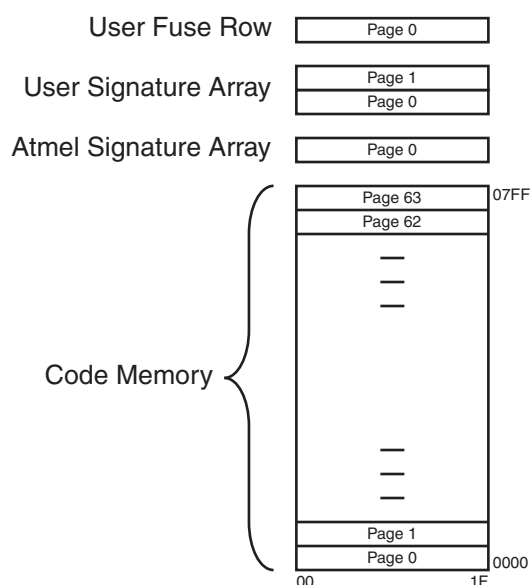 User Fuse Row
Page 0
User Signature Array
Page 1
Page 0
Atmel Signature Array
Page 0
Code Memory
Page 63
07FF
Page 62
Page 1
Page 0
0000
00
1F